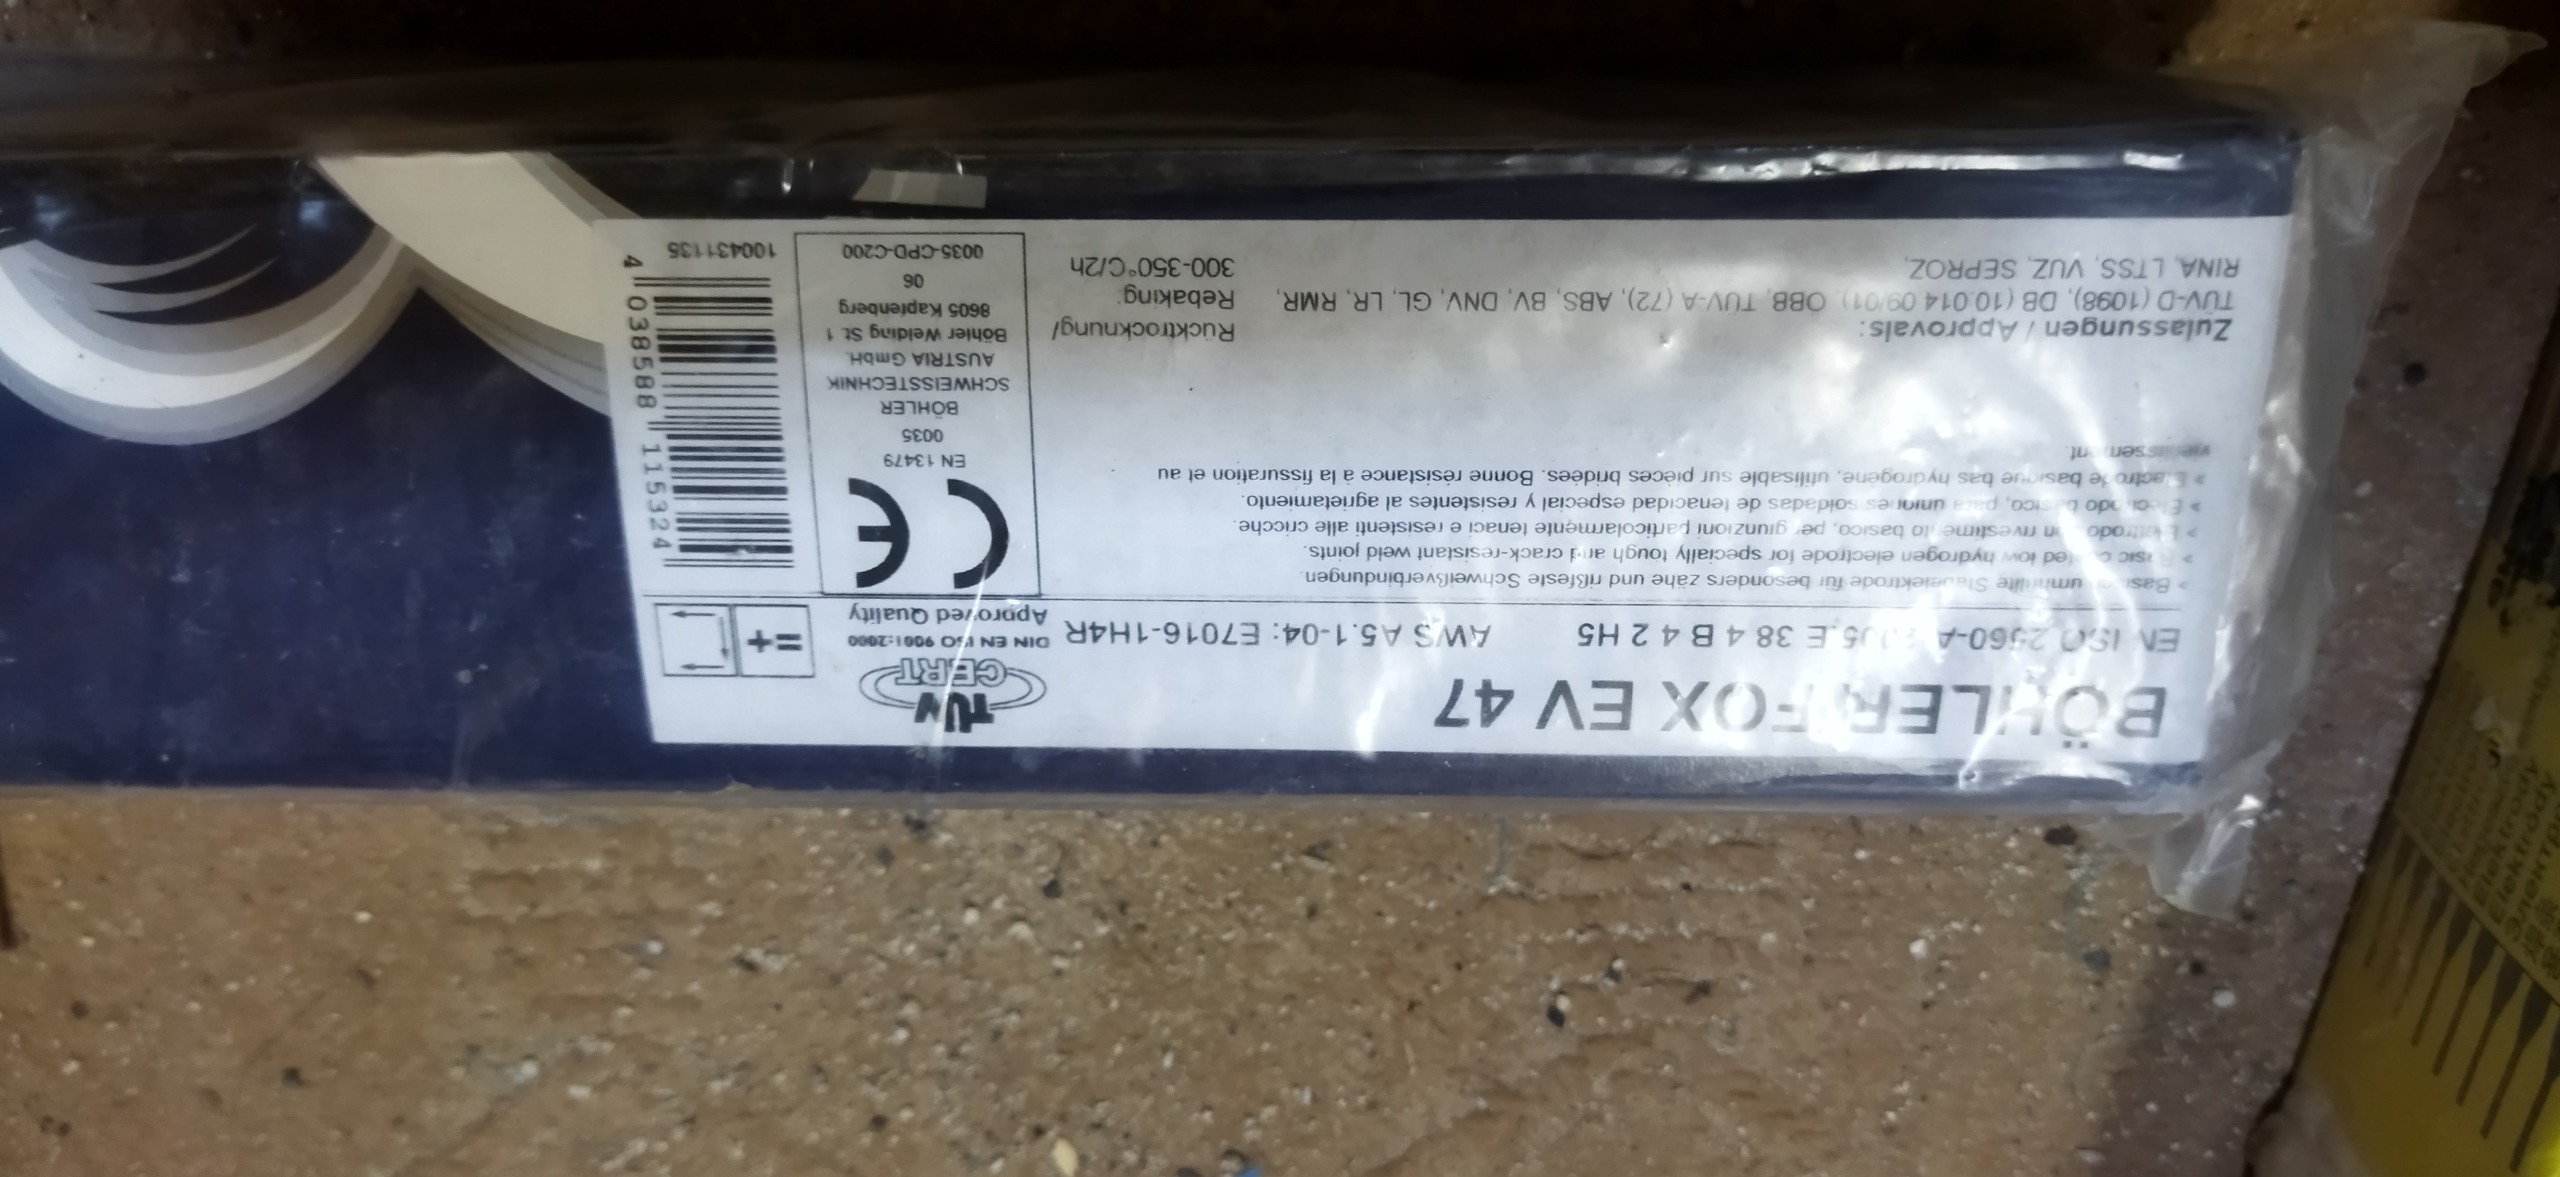 BÖHLER FOX EV 47
EN ISO 2560-A E 38 4 B 4 2 H5 AWS A5.1-04: E7016-1H4R
TÜV
CERT
DIN EN ISO 9001:2000
Approved Quality
=+
> umhüllte Stabelektrode für besonders zähe und rißfeste Schweißverbindungen.
> Basic coated low hydrogen electrode for specially tough and crack-resistant weld joints.
> Elettrodo con rivestimento basico, per giunzioni particolarmente tenaci e resistenti alle cricche.
> Electrodo básico, para uniones soldadas de tenacidad especial y resistentes al agrietamiento.
> Electrode basique bas hydrogene, utilisable sur pièces bridées. Bonne résistance à la fissuration et au
vieillissement.
Zulassungen / Approvals:
TÜV-D (1098), DB (10.014.09/01), ÖBB, TÜV-A (72), ABS, BV, DNV, GL, LR, RMR,
RINA, LTSS, VUZ, SEPROZ,
Rücktrocknung/
Rebaking:
300-350°C/2h
CE
EN 13479
0035
BÖHLER
SCHWEISSTECHNIK
AUSTRIA GmbH
Böhler Welding St. 1
8605 Kapfenberg
06
0035-CPD-C200
4 038588 115324
100431135